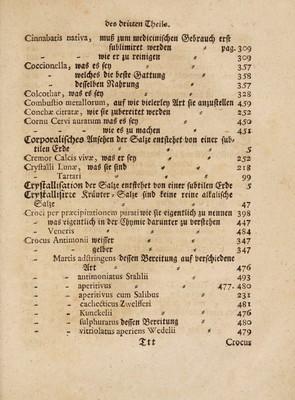 des dritten Theils.
Cinnabaris nativa, muß zum medicinischen Gebrauch erst
sublimiret werden " pag. 309
- - wie er zu reinigen " 309
Coccionella, was es sey " " 357
- welches die beste Gattung " 358
- desselben Nahrung " " 357
Colcothar, was es sey " " 328
Combustio metallorum, auf wie vielerley Art sie anzustellen 459
Conchæ citratæ, wie sie zubereitet werden " 252
Cornu Cervi auratum was es sey " " 451
- - wie es zu machen " 451
Corporalisches Ansehen der Saltze entstehet von einer sub-
tilen Erde " " " 5
Cremor Calcis vivæ, was er sey " " 252
Crystalli Lunæ, was sie sind " " 218
- Tartari " " " 99
Crystallisation der Saltze entstehet von einer subtilen Erde 5
Crystallisirte Kräuter-Saltze sind keine reine alkalische
Saltze " " " 47
Croci per præcipitationem parati wie sie eigentlich zu nennen 398
- was eigentlich in der Chymie darunter zu verstehen 447
- Veneris " " " 447
Crocus Antimonii weisser " " 347
- - gelber " " 347
- Martis adstringens dessen Bereitung auf verschiedene
Art " " " 476
- - antimoniatus Stahlii " 493
- - aperitivus " " 477. 480
- - aperitivus cum Salibus " 231
- - cachecticus Zwelfferi " 481
- - Kunckelii " " 476
- - sulphuratus dessen Bereitung " 480
- - vitriolatus aperiens Wedelii " 479
Ttt Crocus